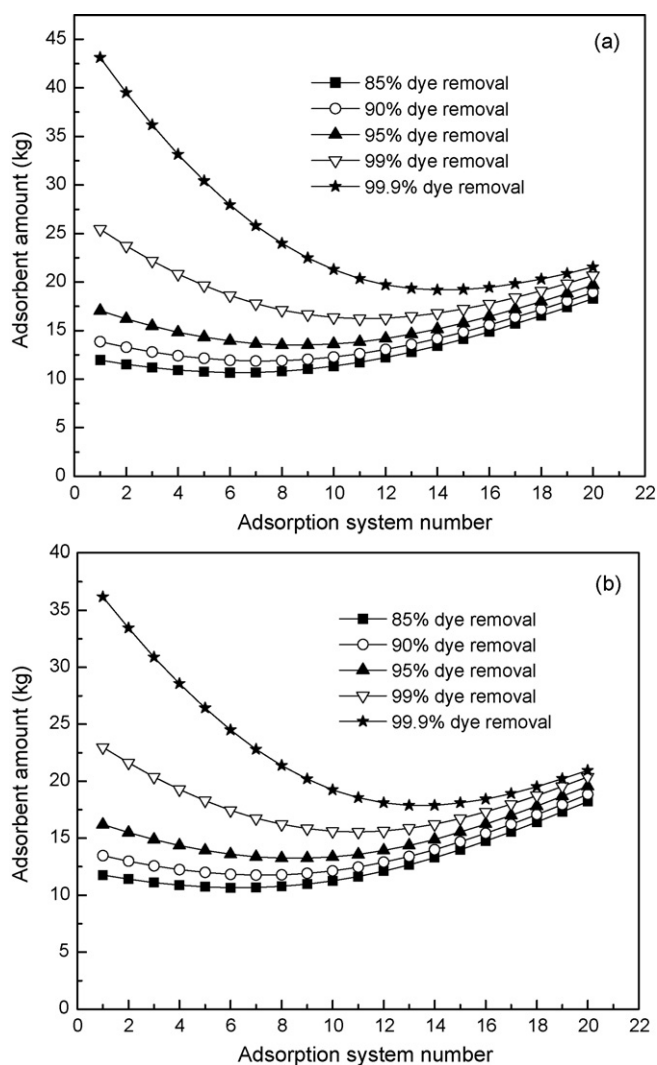 (a)
85% dye removal
90% dye removal
95% dye removal
99% dye removal
99.9% dye removal
Adsorbent amount (kg)
45
40
35
30
25
20
15
10
5
0
0 2 4 6 8 10 12 14 16 18 20 22
Adsorption system number
(b)
85% dye removal
90% dye removal
95% dye removal
99% dye removal
99.9% dye removal
Adsorbent amount (kg)
40
35
30
25
20
15
10
5
0
0 2 4 6 8 10 12 14 16 18 20 22
Adsorption system number